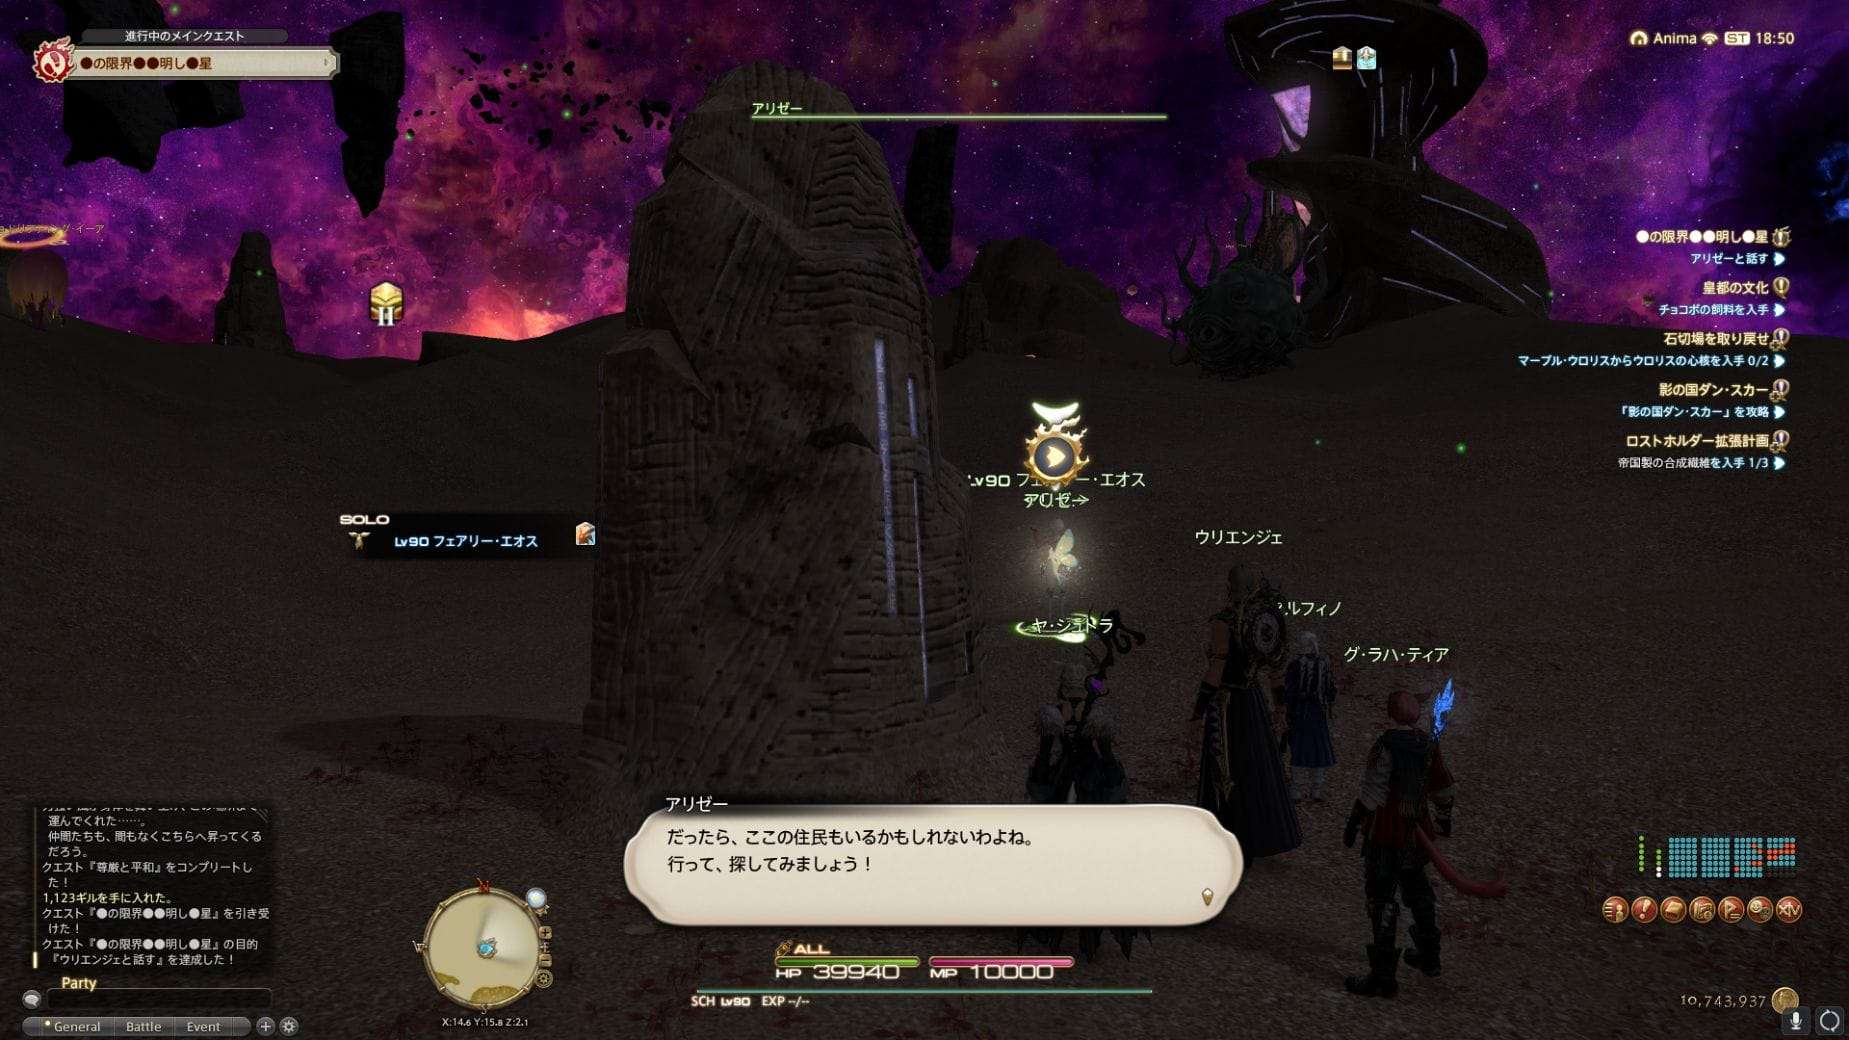 進行中のメインクエスト
●の限界●●明し●星
アリゼー
Anima ST 18:50
●の限界●●明し●星
アリゼーと話す
皇都の文化
チョコボの飼料を入手
石切場を取り戻せ
マーブル・ウロリスからウロリスの心核を入手 0/2
影の国ダン・スカー
「影の国ダン・スカー」を攻略
ロストホルダー拡張計画
帝国製の合成繊維を入手 1/3
II
SOLO
Lv90 フェアリー・エオス
Lv90 フェアリー・エオス
アリゼー
ウリエンジェ
ヤ・シュトラ
アルフィノ
グ・ラハ・ティア
アリゼー
だったら、ここの住民もいるかもしれないわよね。
行って、探してみましょう！
運んでくれた……。
仲間たちも、間もなくこちらへ昇ってくる
だろう。
クエスト『尊厳と平和』をコンプリートし
た！
1,123ギルを手に入れた。
クエスト『●の限界●●明し●星』を引き受
けた！
クエスト『●の限界●●明し●星』の目的
『ウリエンジェと話す』を達成した！
Party
General Battle Event
N
X:14.6 Y:15.8 Z:2.1
ALL
HP 39940 MP 10000
SCH Lv90 EXP --/--
XIV
10,743,937